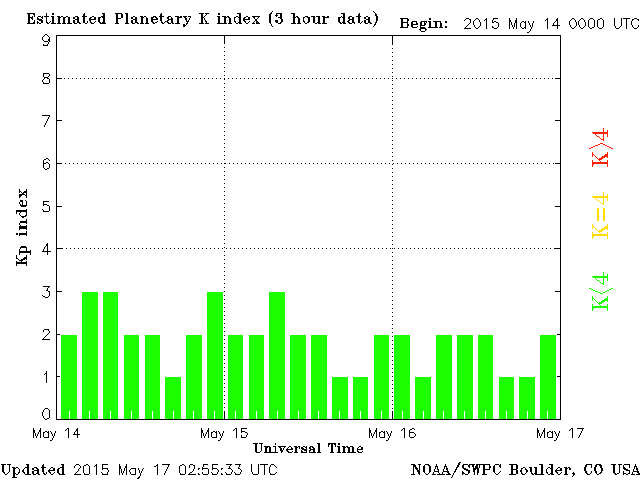 Estimated Planetary K index (3 hour data)
Begin: 2015 May 14 0000 UTC
9
8
7
6
5
4
3
2
1
0
Kp index
K>4
K=4
K<4
May 14
May 15
May 16
May 17
Universal Time
Updated 2015 May 17 02:55:33 UTC
NOAA/SWPC Boulder, CO USA